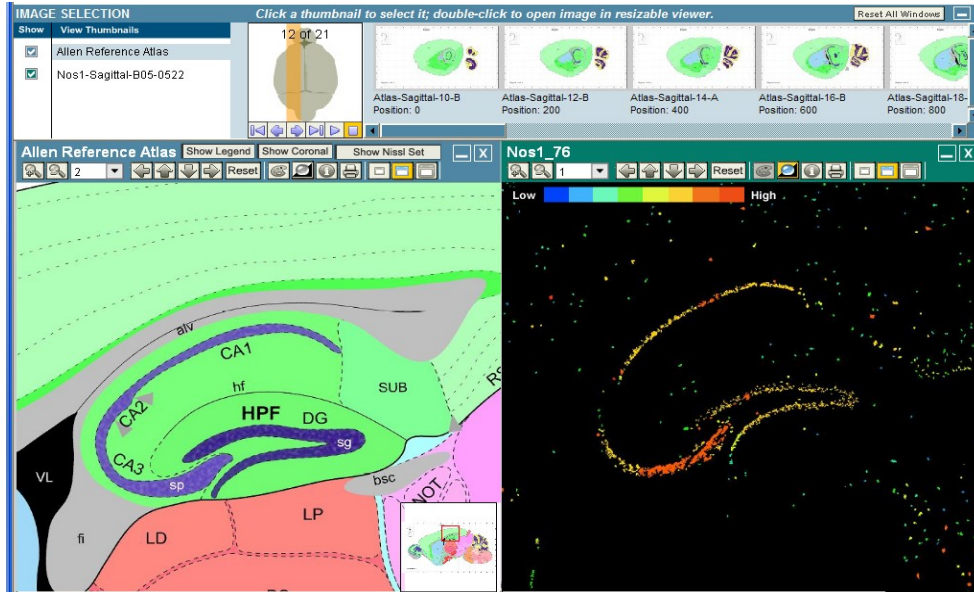 IMAGE SELECTION
Click a thumbnail to select it; double-click to open image in resizable viewer.
Reset All Windows
Show View Thumbnails
Allen Reference Atlas
Nos1-Sagittal-B05-0522
12 of 21
Atlas-Sagittal-10-B
Position: 0
Atlas-Sagittal-12-B
Position: 200
Atlas-Sagittal-14-A
Position: 400
Atlas-Sagittal-16-B
Position: 600
Atlas-Sagittal-18-
Position: 800
Allen Reference Atlas Show Legend Show Coronal Show Nissl Set X
2 Reset
alv
CA1
hf
SUB
RS
CA2
HPF
DG
sg
CA3
sp
VL
bsc
NOT
LP
LD
fi
Nos1_76 X
1 Reset
Low High